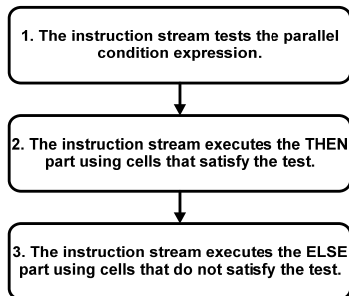 1. The instruction stream tests the parallel
condition expression.
2. The instruction stream executes the THEN
part using cells that satisfy the test.
3. The instruction stream executes the ELSE
part using cells that do not satisfy the test.